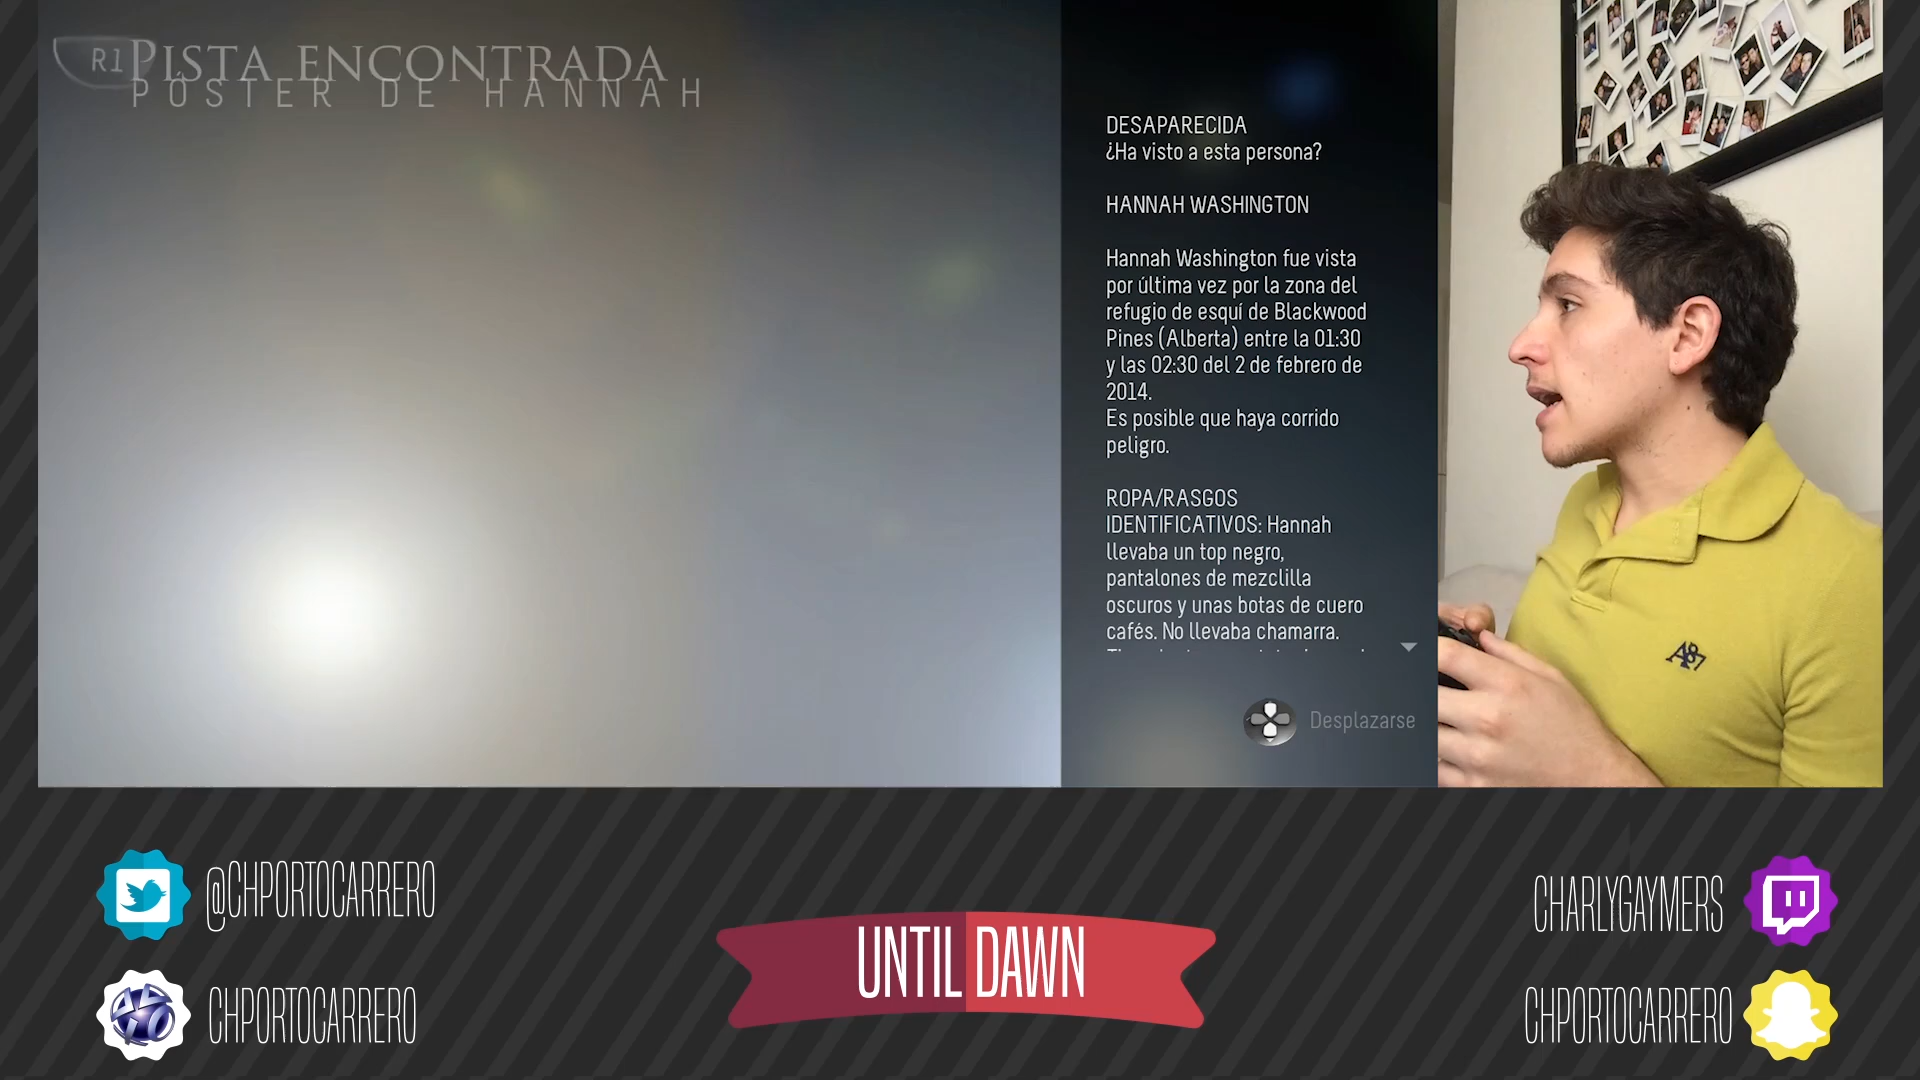 R1
PISTA ENCONTRADA
PÓSTER DE HANNAH
DESAPARECIDA
¿Ha visto a esta persona?
HANNAH WASHINGTON
Hannah Washington fue vista
por última vez por la zona del
refugio de esquí de Blackwood
Pines (Alberta) entre la 01:30
y las 02:30 del 2 de febrero de
2014.
Es posible que haya corrido
peligro.
ROPA/RASGOS
IDENTIFICATIVOS: Hannah
llevaba un top negro,
pantalones de mezclilla
oscuros y unas botas de cuero
cafés. No llevaba chamarra.
Desplazarse
A87
@CHPORTOCARRERO
CHPORTOCARRERO
UNTIL DAWN
CHARLYGAYMERS
CHPORTOCARRERO